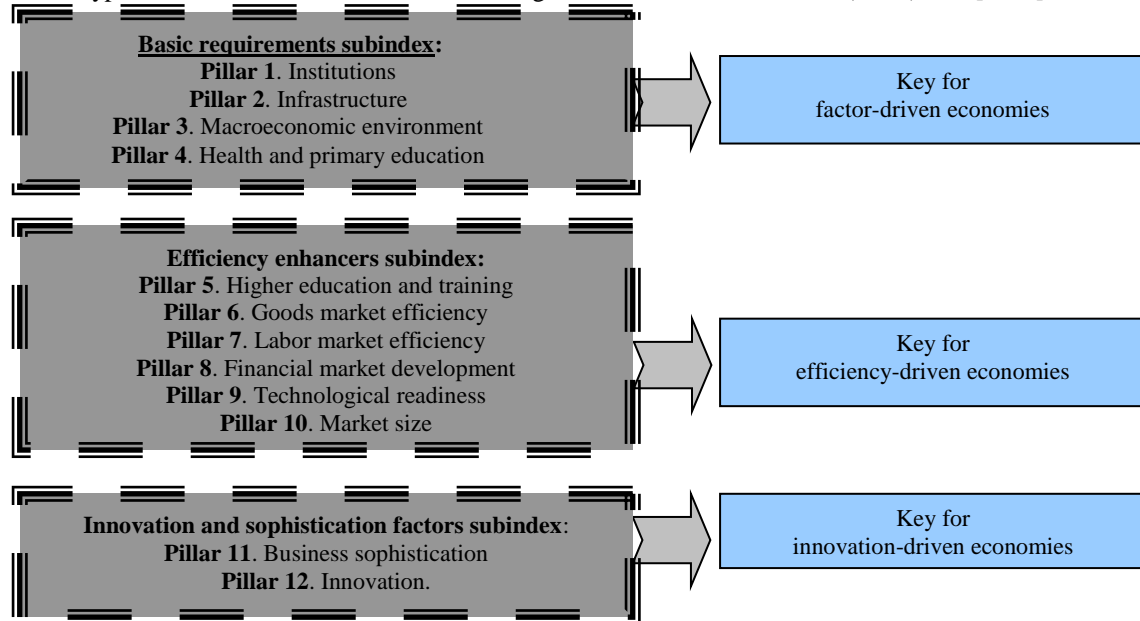 Basic requirements subindex:
Pillar 1. Institutions
Pillar 2. Infrastructure
Pillar 3. Macroeconomic environment
Pillar 4. Health and primary education
Key for
factor-driven economies
Efficiency enhancers subindex:
Pillar 5. Higher education and training
Pillar 6. Goods market efficiency
Pillar 7. Labor market efficiency
Pillar 8. Financial market development
Pillar 9. Technological readiness
Pillar 10. Market size
Key for
efficiency-driven economies
Innovation and sophistication factors subindex:
Pillar 11. Business sophistication
Pillar 12. Innovation.
Key for
innovation-driven economies